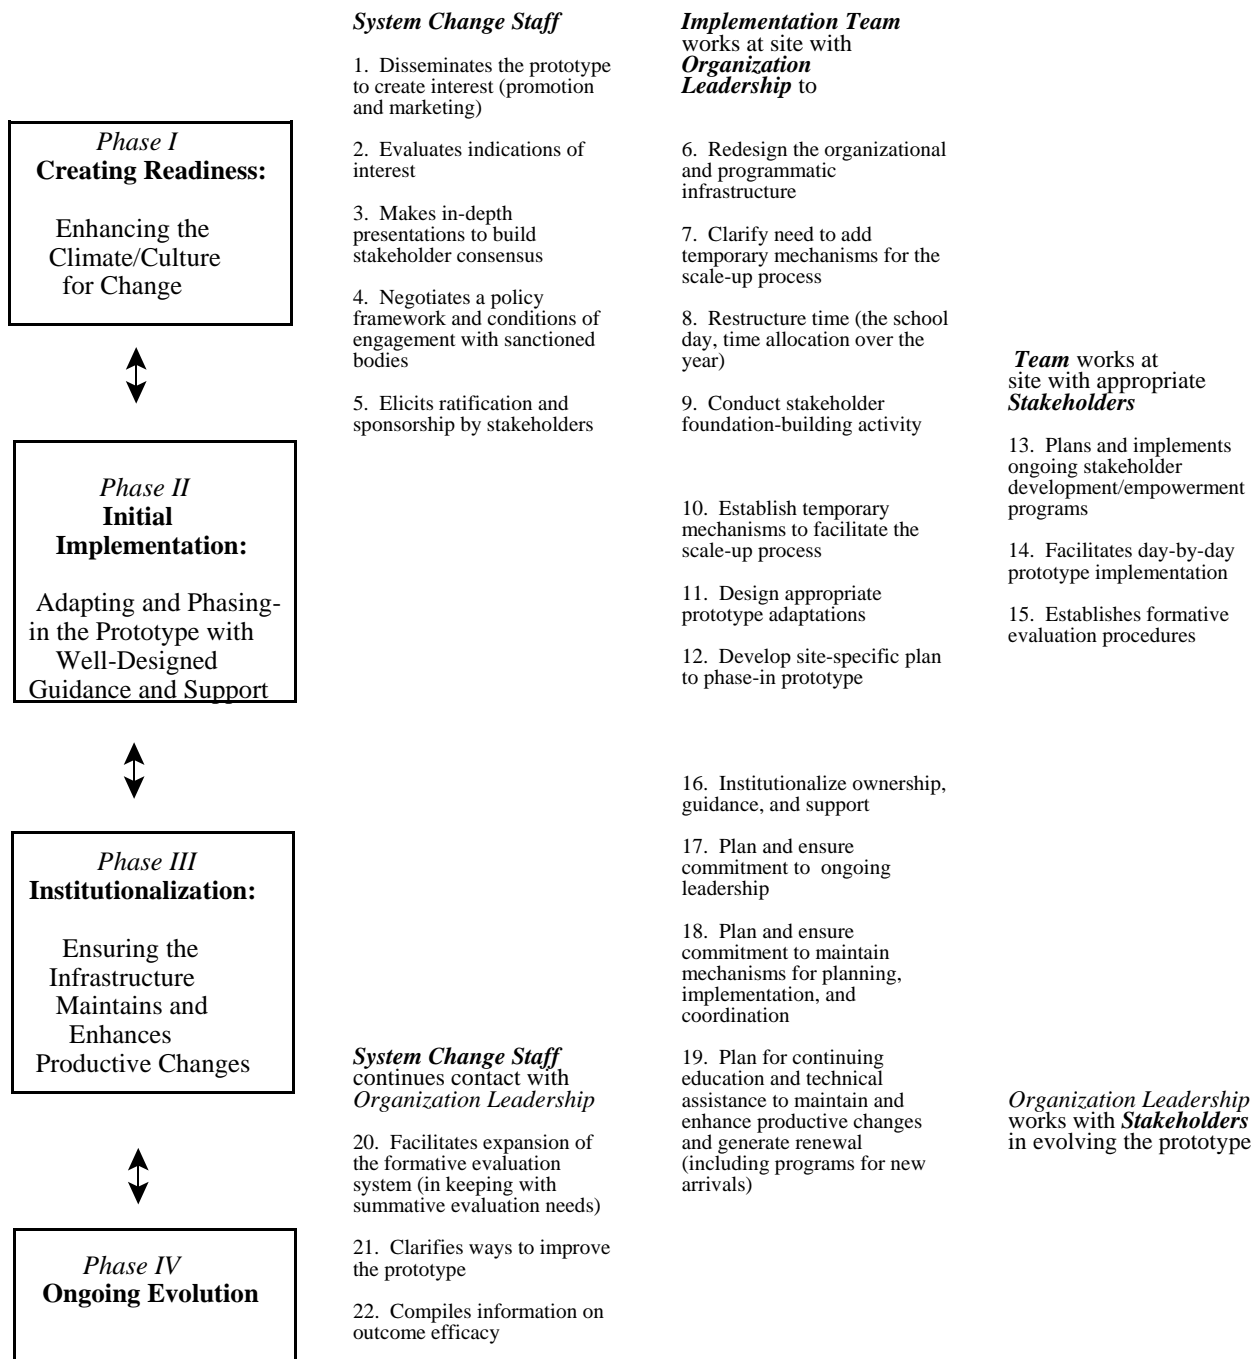 Phase I
Creating Readiness:
Enhancing the
Climate/Culture
for Change
Phase II
Initial
Implementation:
Adapting and Phasing-
in the Prototype with
Well-Designed
Guidance and Support
Phase III
Institutionalization:
Ensuring the
Infrastructure
Maintains and
Enhances
Productive Changes
Phase IV
Ongoing Evolution
System Change Staff
1. Disseminates the prototype
to create interest (promotion
and marketing)
2. Evaluates indications of
interest
3. Makes in-depth
presentations to build
stakeholder consensus
4. Negotiates a policy
framework and conditions of
engagement with sanctioned
bodies
5. Elicits ratification and
sponsorship by stakeholders
System Change Staff
continues contact with
Organization Leadership
20. Facilitates expansion of
the formative evaluation
system (in keeping with
summative evaluation needs)
21. Clarifies ways to improve
the prototype
22. Compiles information on
outcome efficacy
Implementation Team
works at site with
Organization
Leadership to
6. Redesign the organizational
and programmatic
infrastructure
7. Clarify need to add
temporary mechanisms for the
scale-up process
8. Restructure time (the school
day, time allocation over the
year)
9. Conduct stakeholder
foundation-building activity
10. Establish temporary
mechanisms to facilitate the
scale-up process
11. Design appropriate
prototype adaptations
12. Develop site-specific plan
to phase-in prototype
16. Institutionalize ownership,
guidance, and support
17. Plan and ensure
commitment to ongoing
leadership
18. Plan and ensure
commitment to maintain
mechanisms for planning,
implementation, and
coordination
19. Plan for continuing
education and technical
assistance to maintain and
enhance productive changes
and generate renewal
(including programs for new
arrivals)
Team works at
site with appropriate
Stakeholders
13. Plans and implements
ongoing stakeholder
development/empowerment
programs
14. Facilitates day-by-day
prototype implementation
15. Establishes formative
evaluation procedures
Organization Leadership
works with Stakeholders
in evolving the prototype